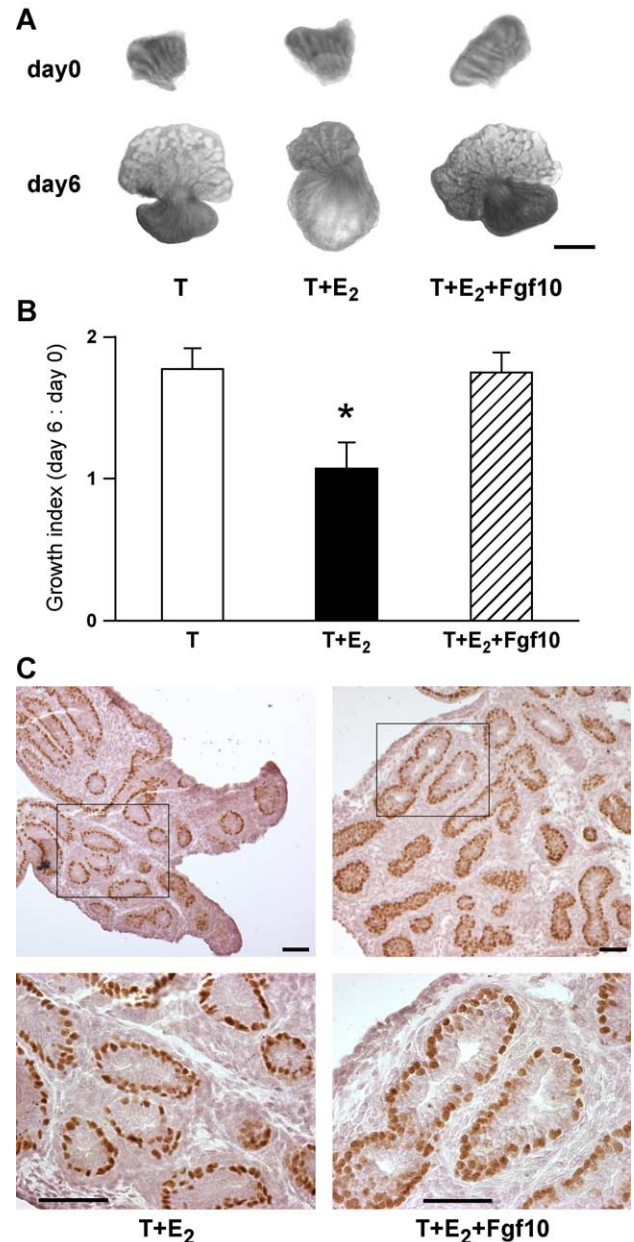 A
day0
day6
T T+E₂ T+E₂+Fgf10
B
Growth index (day 6 : day 0)
2
*
1
0
T T+E₂ T+E₂+Fgf10
C
T+E₂ T+E₂+Fgf10